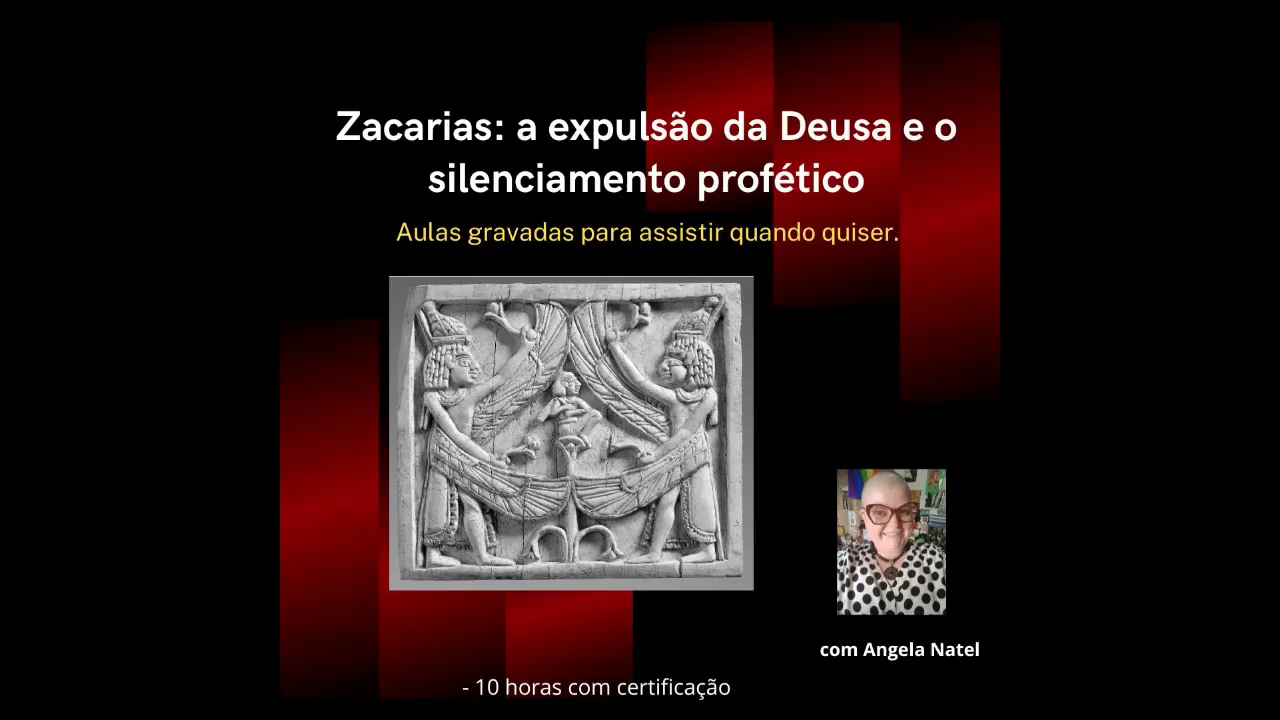 Zacarias: a expulsão da Deusa e o
silenciamento profético
Aulas gravadas para assistir quando quiser.
com Angela Natel
- 10 horas com certificação